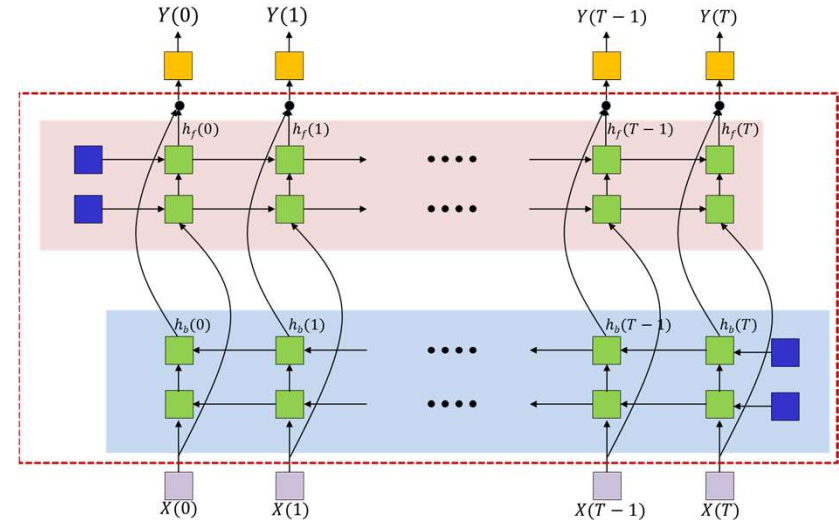 Y(0) Y(1) Y(T − 1) Y(T)
h_f(0) h_f(1) h_f(T − 1) h_f(T)
h_b(0) h_b(1) h_b(T − 1) h_b(T)
X(0) X(1) X(T − 1) X(T)